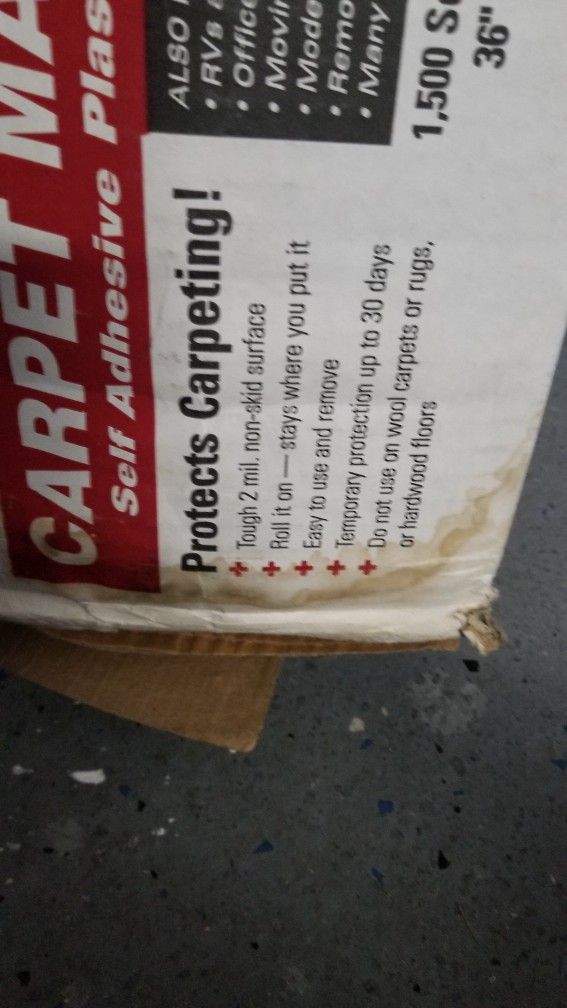 CARPET MA
Self Adhesive Plas
Protects Carpeting!
+ Tough 2 mil. non-skid surface
+ Roll it on — stays where you put it
+ Easy to use and remove
+ Temporary protection up to 30 days
+ Do not use on wool carpets or rugs,
or hardwood floors
ALSO
• RVs
• Office
• Movin
• Mode
• Remo
• Many
1,500 S
36"